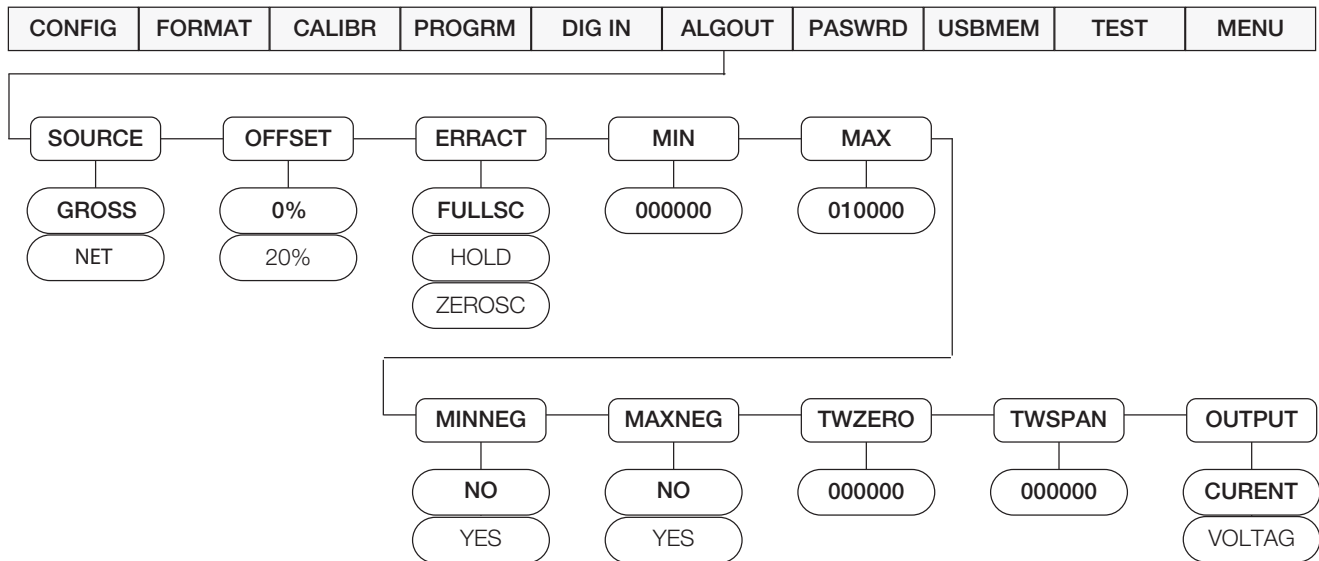 CONFIG FORMAT CALIBR PROGRM DIG IN ALGOUT PASWRD USBMEM TEST MENU
SOURCE OFFSET ERRACT MIN MAX
GROSS 0% FULLSC 000000 010000
NET 20% HOLD
ZEROSC
MINNEG MAXNEG TWZERO TWSPAN OUTPUT
NO NO 000000 000000 CURENT
YES YES VOLTAG